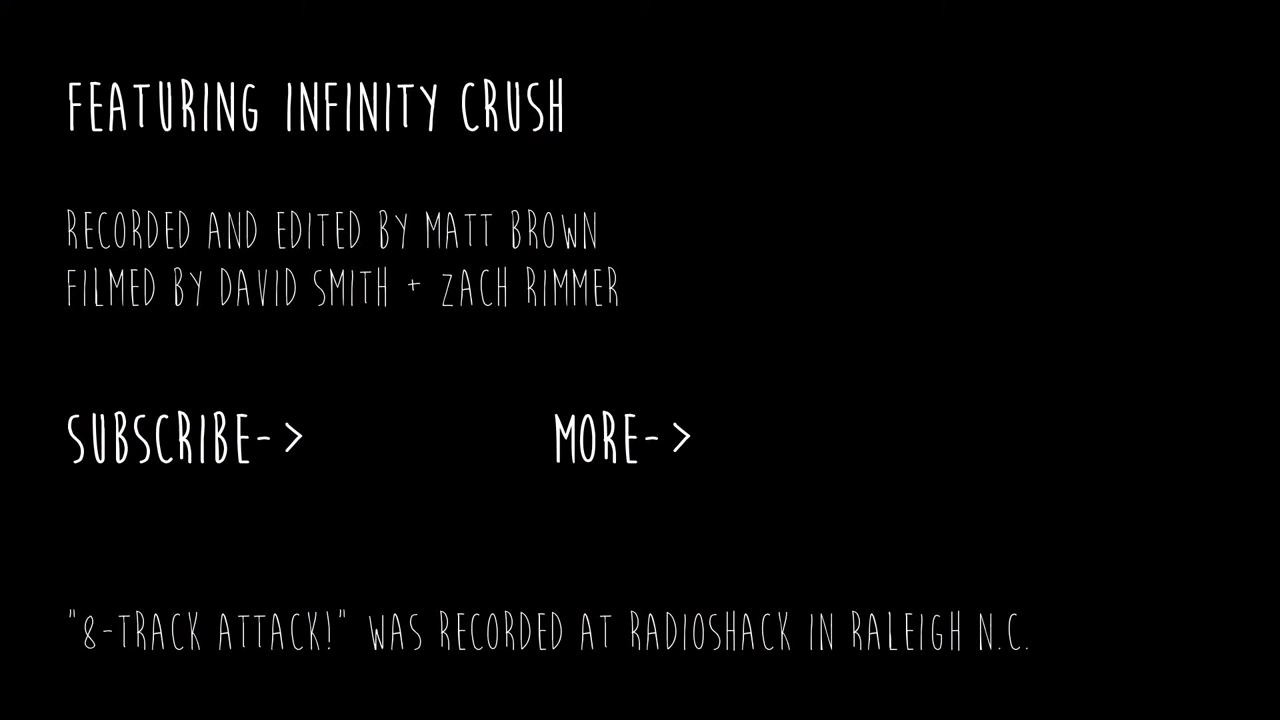 FEATURING INFINITY CRUSH
RECORDED AND EDITED BY MATT BROWN
FILMED BY DAVID SMITH + ZACH RIMMER
SUBSCRIBE-> MORE->
"8-TRACK ATTACK!" WAS RECORDED AT RADIOSHACK IN RALEIGH N.C.